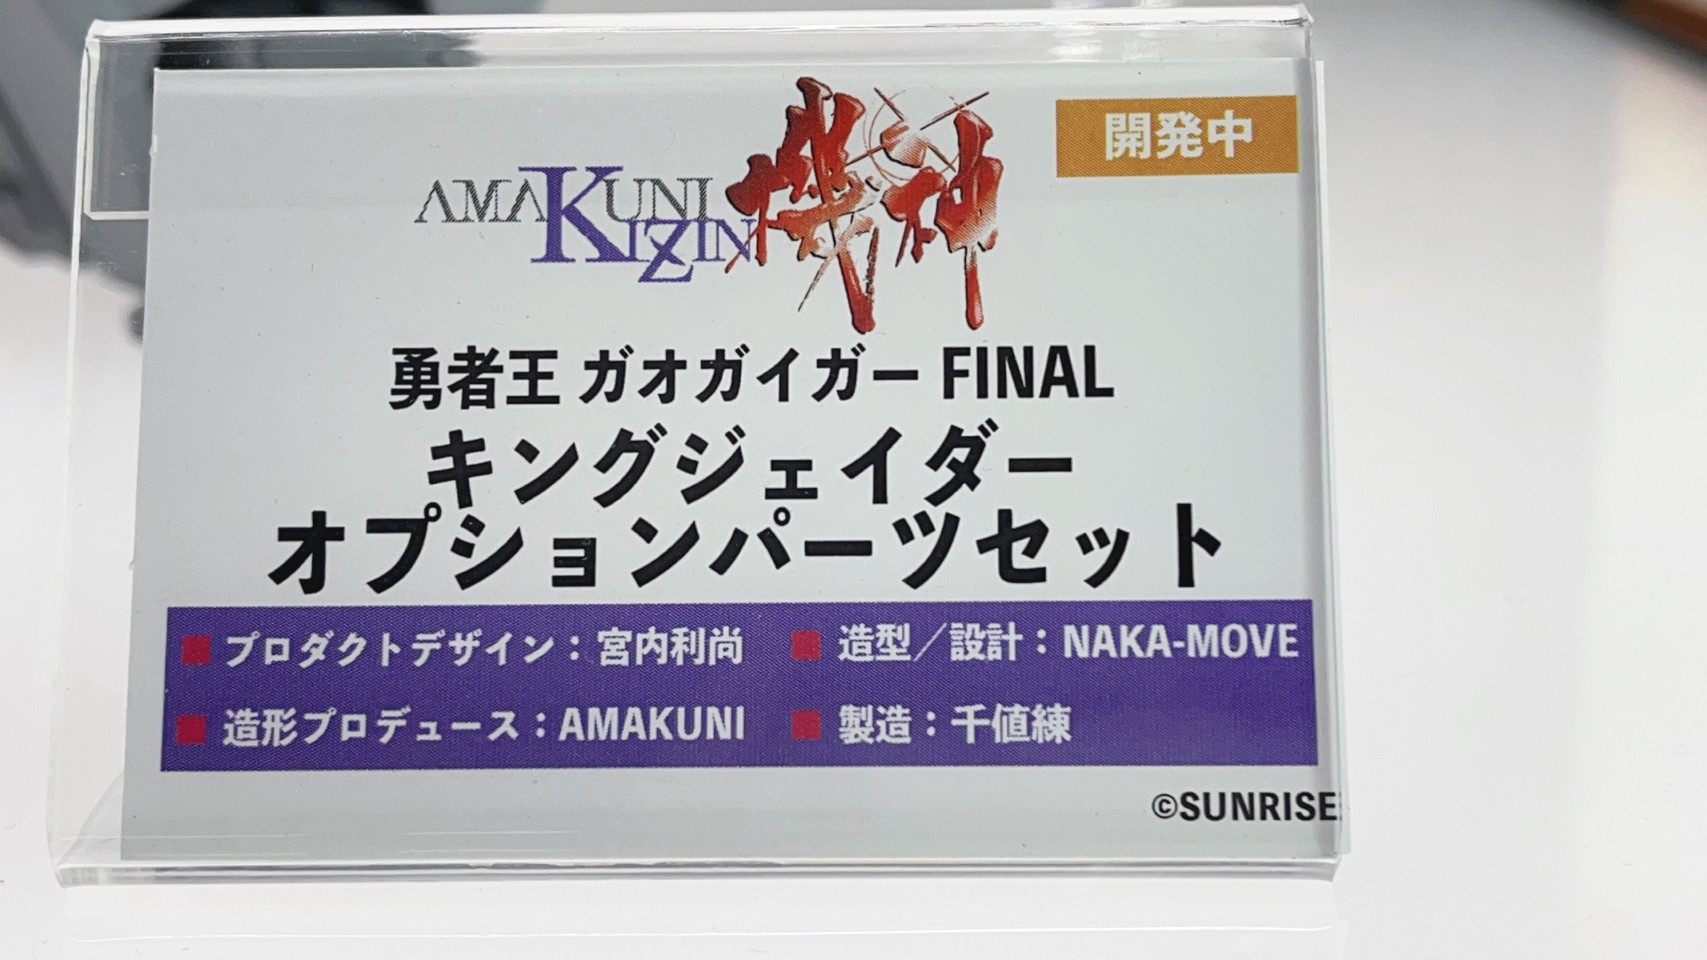 開発中
AMAKUNI
KIZIN
機神
勇者王 ガオガイガー FINAL
キングジェイダー
オプションパーツセット
■ プロダクトデザイン：宮内利尚
■ 造型／設計：NAKA-MOVE
■ 造形プロデュース：AMAKUNI
■ 製造：千値練
©SUNRISE